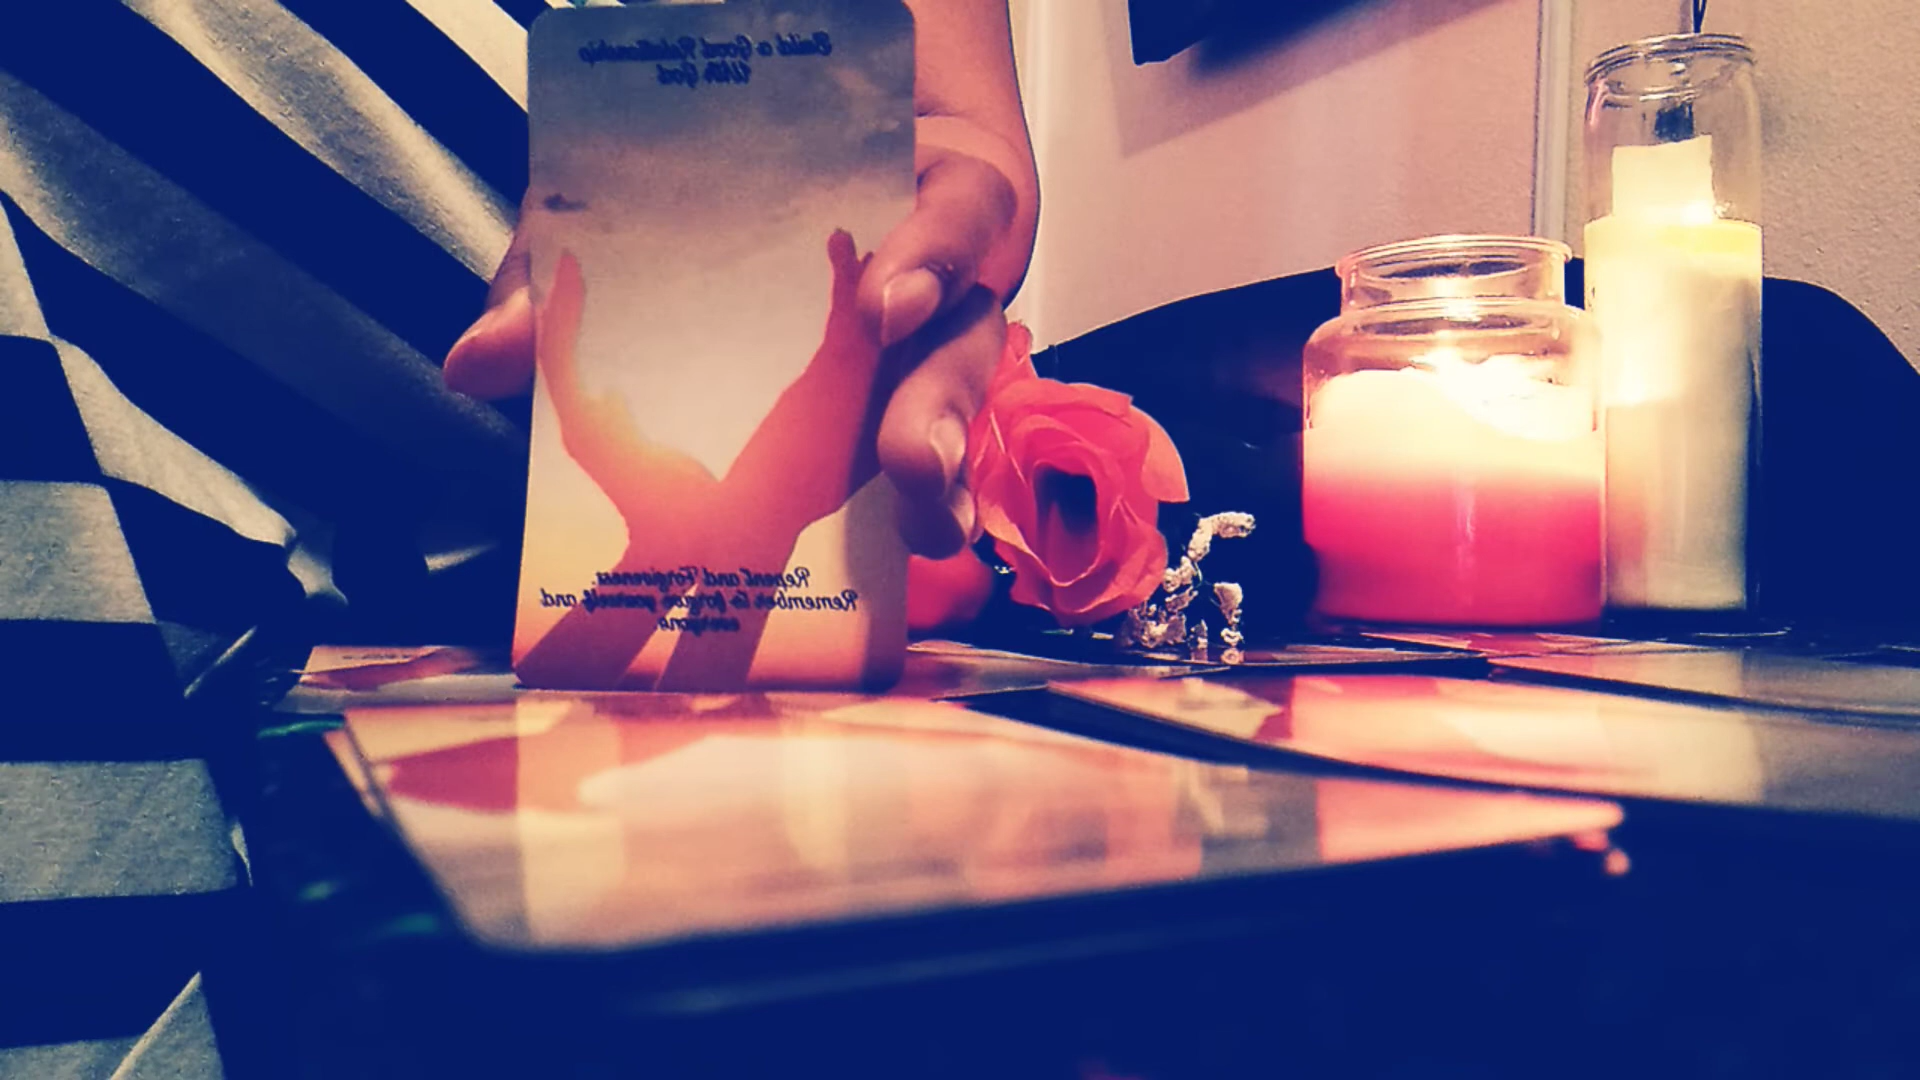 Build a Good Relationship
With God
Repent and Forgiveness.
Remember to forgive yourself and
everyone.